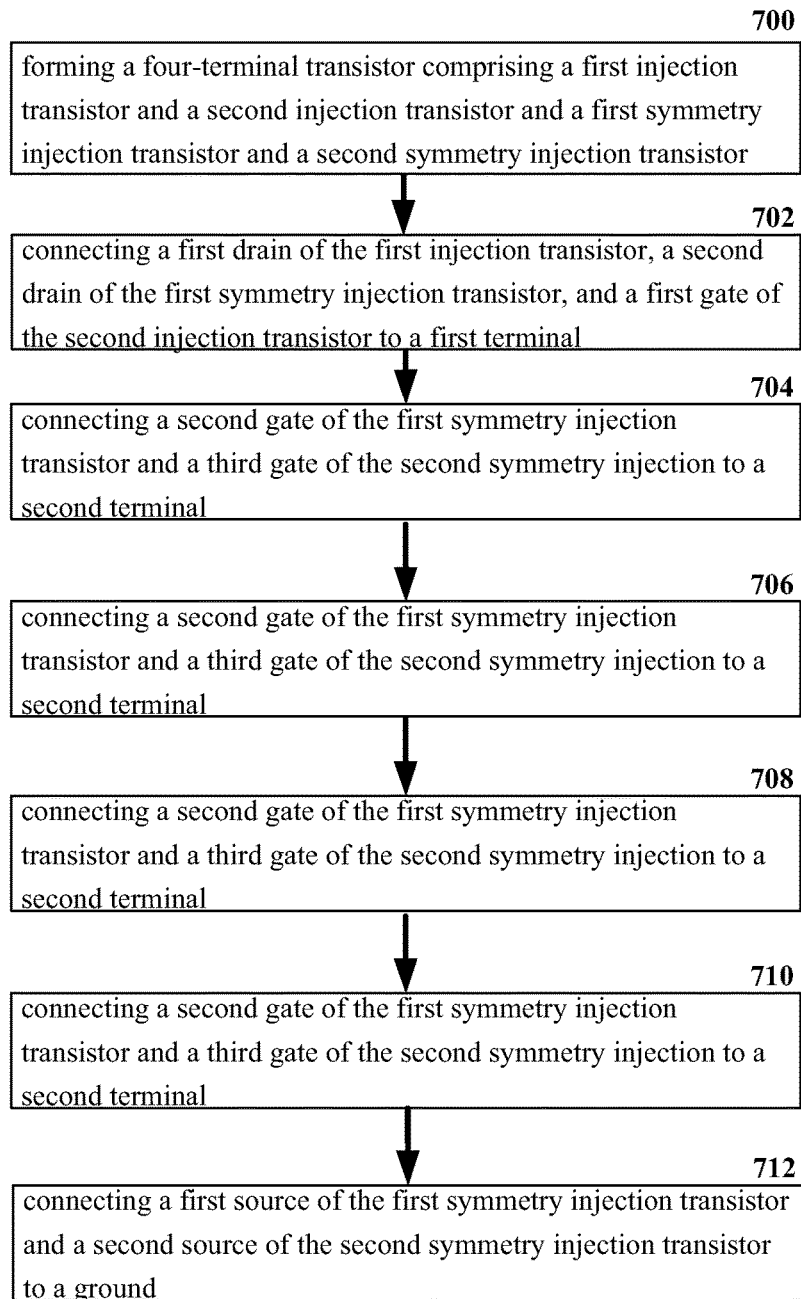 700
forming a four-terminal transistor comprising a first injection
transistor and a second injection transistor and a first symmetry
injection transistor and a second symmetry injection transistor
702
connecting a first drain of the first injection transistor, a second
drain of the first symmetry injection transistor, and a first gate of
the second injection transistor to a first terminal
704
connecting a second gate of the first symmetry injection
transistor and a third gate of the second symmetry injection to a
second terminal
706
connecting a second gate of the first symmetry injection
transistor and a third gate of the second symmetry injection to a
second terminal
708
connecting a second gate of the first symmetry injection
transistor and a third gate of the second symmetry injection to a
second terminal
710
connecting a second gate of the first symmetry injection
transistor and a third gate of the second symmetry injection to a
second terminal
712
connecting a first source of the first symmetry injection transistor
and a second source of the second symmetry injection transistor
to a ground